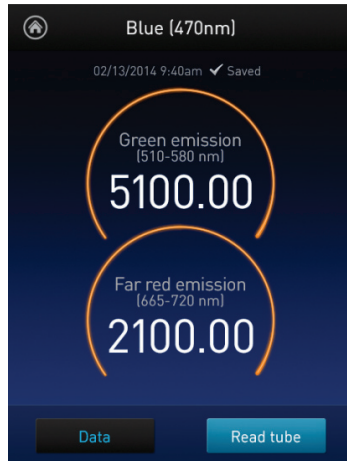 Blue (470nm)
02/13/2014 9:40am ✓ Saved
Green emission
(510-580 nm)
5100.00
Far red emission
(665-720 nm)
2100.00
Data
Read tube